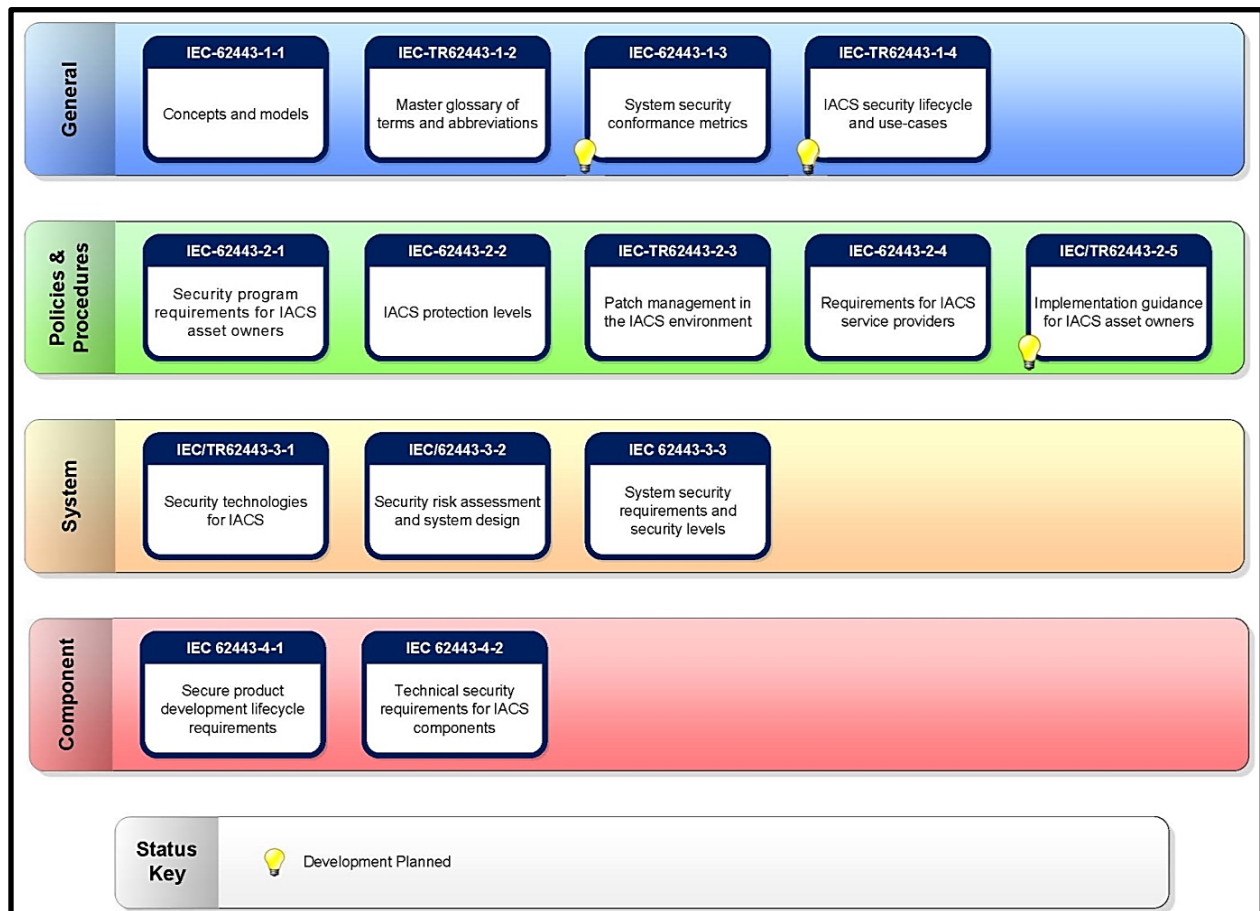 General
IEC-62443-1-1
Concepts and models
IEC-TR62443-1-2
Master glossary of
terms and abbreviations
IEC-62443-1-3
System security
conformance metrics
IEC-TR62443-1-4
IACS security lifecycle
and use-cases
Policies &
Procedures
IEC-62443-2-1
Security program
requirements for IACS
asset owners
IEC-62443-2-2
IACS protection levels
IEC-TR62443-2-3
Patch management in
the IACS environment
IEC-62443-2-4
Requirements for IACS
service providers
IEC/TR62443-2-5
Implementation guidance
for IACS asset owners
System
IEC/TR62443-3-1
Security technologies
for IACS
IEC/62443-3-2
Security risk assessment
and system design
IEC 62443-3-3
System security
requirements and
security levels
Component
IEC 62443-4-1
Secure product
development lifecycle
requirements
IEC 62443-4-2
Technical security
requirements for IACS
components
Status
Key
Development Planned